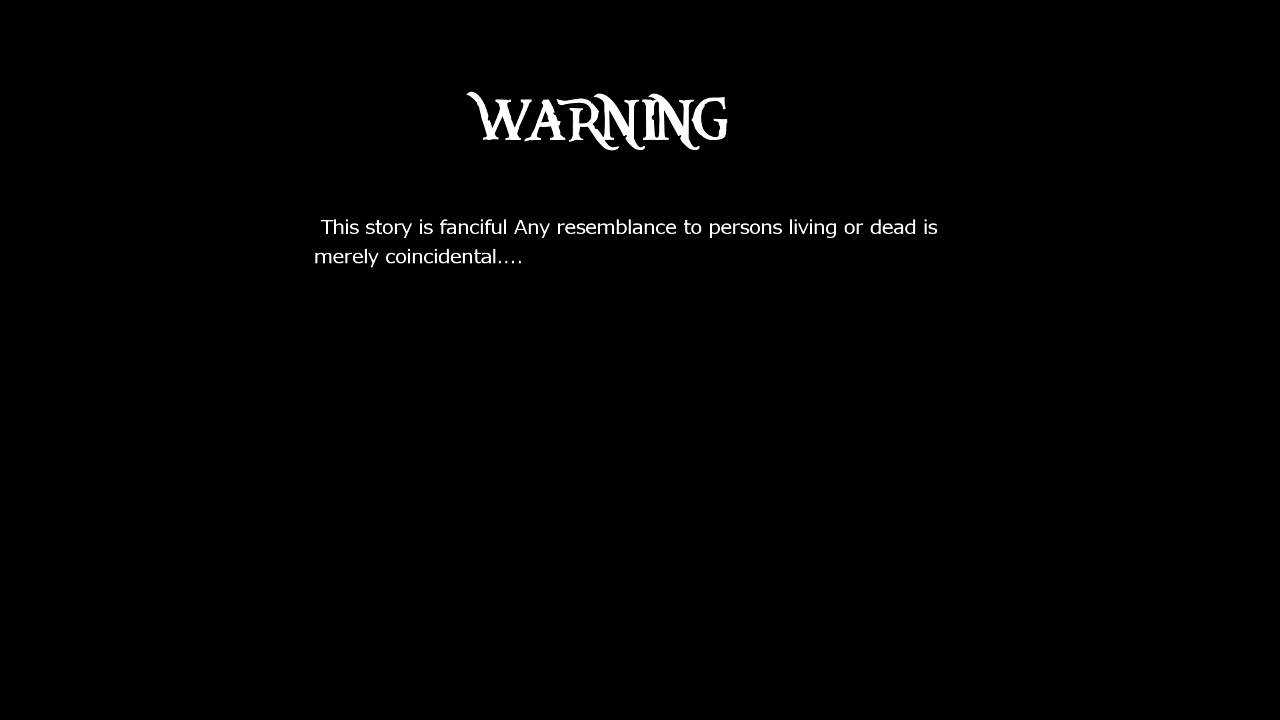 WARNING
This story is fanciful Any resemblance to persons living or dead is
merely coincidental....